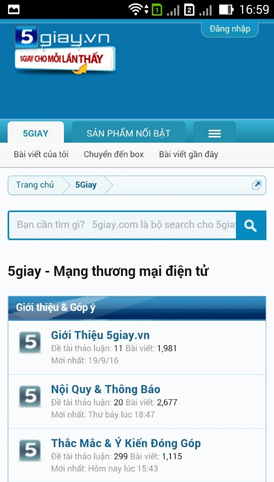 16:59
Đăng nhập
5giay.vn
5GIAY CHO MỖI LẦN THẤY
5GIAY
SẢN PHẨM NỔI BẬT
Bài viết của tôi Chuyển đến box Bài viết gần đây
Trang chủ 5Giay
Bạn cần tìm gì? 5giay.com là bộ search cho 5giay
5giay - Mạng thương mại điện tử
Giới thiệu & Góp ý
5 Giới Thiệu 5giay.vn
Đề tài thảo luận: 11 Bài viết: 1,981
Mới nhất: 19/9/16
5 Nội Quy & Thông Báo
Đề tài thảo luận: 20 Bài viết: 2,677
Mới nhất: Thứ bảy lúc 18:47
5 Thắc Mắc & Ý Kiến Đóng Góp
Đề tài thảo luận: 299 Bài viết: 1,115
Mới nhất: Hôm nay lúc 15:43